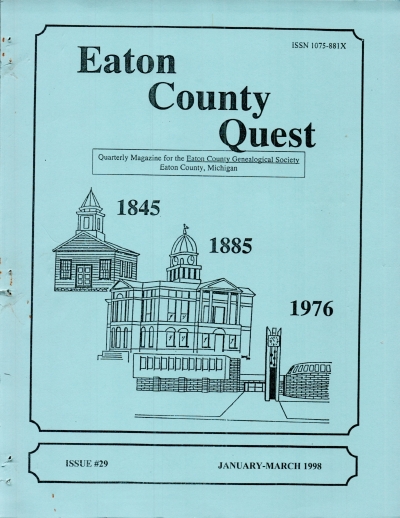 ISSN 1075-881X
Eaton
County
Quest
Quarterly Magazine for the Eaton County Genealogical Society
Eaton County, Michigan
1845
1885
1976
ISSUE #29
JANUARY-MARCH 1998